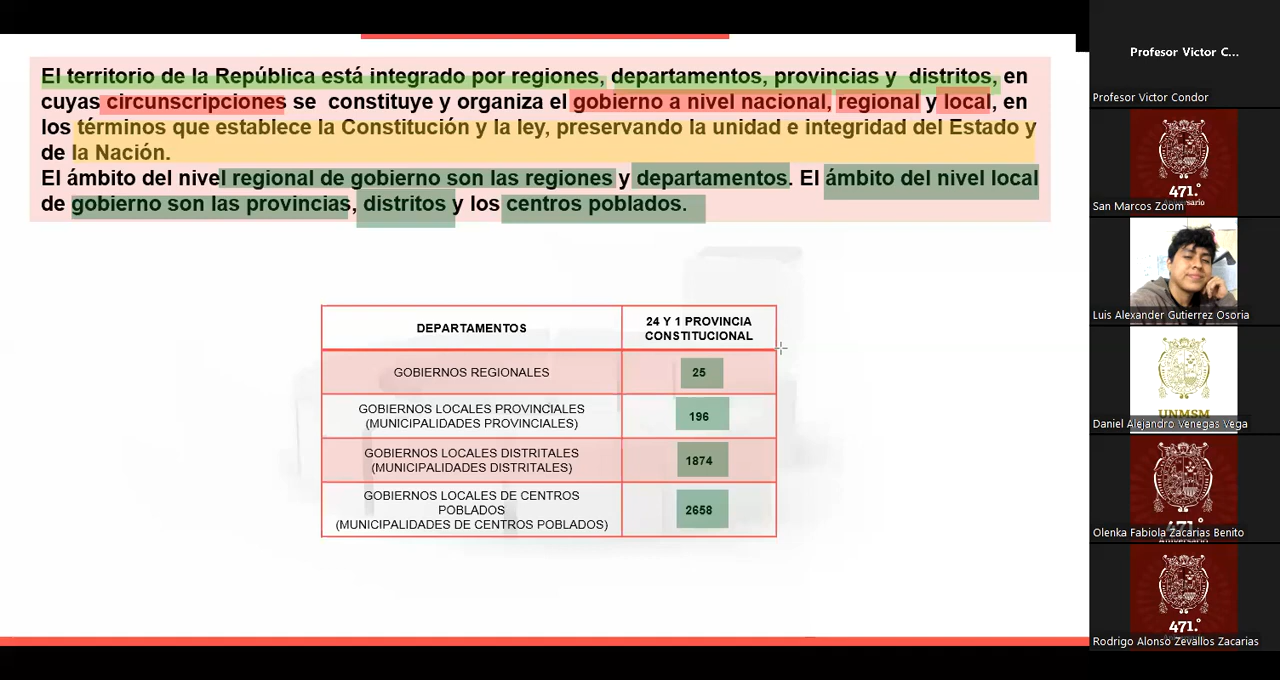 El territorio de la República está integrado por regiones, departamentos, provincias y distritos, en
cuyas circunscripciones se constituye y organiza el gobierno a nivel nacional, regional y local, en
los términos que establece la Constitución y la ley, preservando la unidad e integridad del Estado y
de la Nación.
El ámbito del nivel regional de gobierno son las regiones y departamentos. El ámbito del nivel local
de gobierno son las provincias, distritos y los centros poblados.
DEPARTAMENTOS
24 Y 1 PROVINCIA
CONSTITUCIONAL
GOBIERNOS REGIONALES
25
GOBIERNOS LOCALES PROVINCIALES
(MUNICIPALIDADES PROVINCIALES)
196
GOBIERNOS LOCALES DISTRITALES
(MUNICIPALIDADES DISTRITALES)
1874
GOBIERNOS LOCALES DE CENTROS
POBLADOS
(MUNICIPALIDADES DE CENTROS POBLADOS)
2658
Profesor Victor C...
Profesor Victor Condor
471.°
Aniversario
San Marcos Zoom
Luis Alexander Gutierrez Osoria
UNMSM
Daniel Alejandro Venegas Vega
471.°
Aniversario
Olenka Fabiola Zacarias Benito
471.°
Rodrigo Alonso Zevallos Zacarias